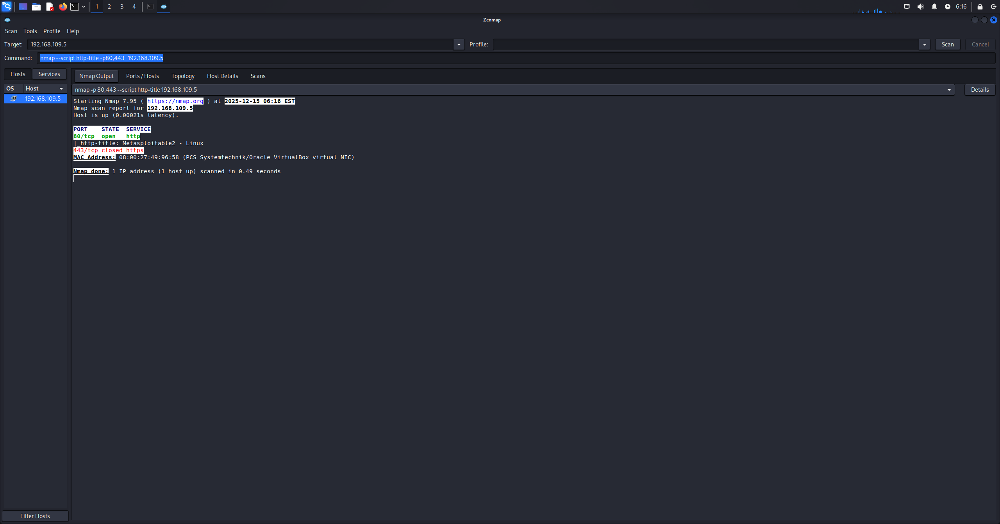 1 2 3 4 6:16
Zenmap
Scan Tools Profile Help
Target: 192.168.109.5 Profile: Scan Cancel
Command: nmap --script http-title -p80,443  192.168.109.5
Hosts Services
Nmap Output Ports / Hosts Topology Host Details Scans
OS Host
nmap -p 80,443 --script http-title 192.168.109.5 Details
192.168.109.5
Starting Nmap 7.95 ( https://nmap.org ) at 2025-12-15 06:16 EST
Nmap scan report for 192.168.109.5
Host is up (0.00021s latency).
PORT    STATE  SERVICE
80/tcp  open   http
|_http-title: Metasploitable2 - Linux
443/tcp closed https
MAC Address: 08:00:27:49:96:58 (PCS Systemtechnik/Oracle VirtualBox virtual NIC)
Nmap done: 1 IP address (1 host up) scanned in 0.49 seconds
Filter Hosts